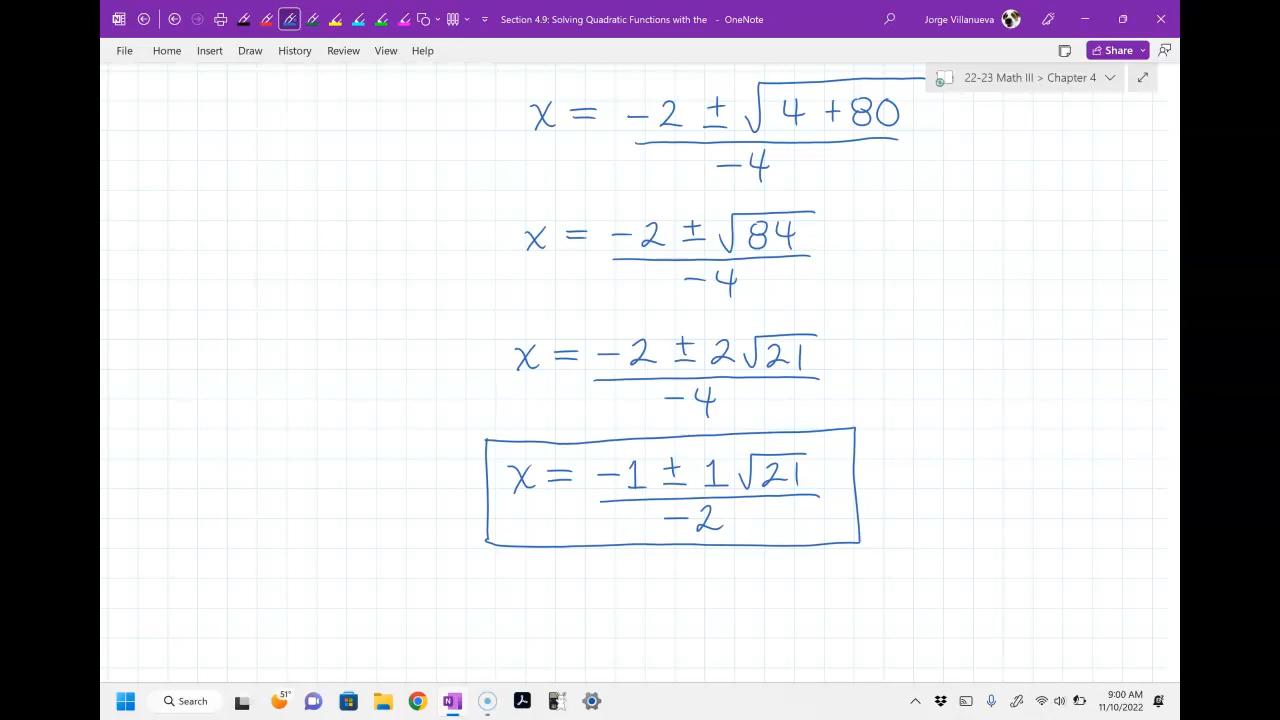 Section 4.9: Solving Quadratic Functions with the - OneNote
Jorge Villanueva
File Home Insert Draw History Review View Help
Share
22-23 Math III > Chapter 4
x = -2 ± √4 + 80
-4
x = -2 ± √84
-4
x = -2 ± 2√21
-4
x = -1 ± 1√21
-2
51°
Search
N
9:00 AM
11/10/2022